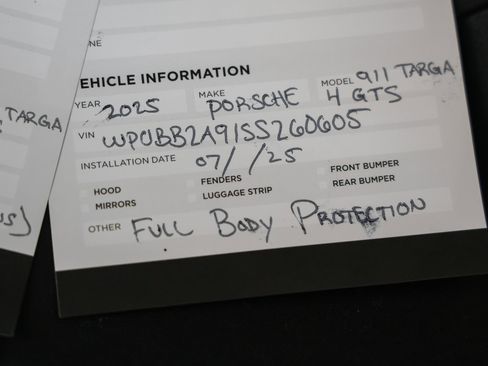 NE
EHICLE INFORMATION
YEAR 2025 MAKE PORSCHE MODEL 911 TARGA 4 GTS
VIN WP0BB2A91SS260605
INSTALLATION DATE 07/ /25
HOOD FENDERS FRONT BUMPER
MIRRORS LUGGAGE STRIP REAR BUMPER
OTHER FULL BODY PROTECTION
TARGA
US)